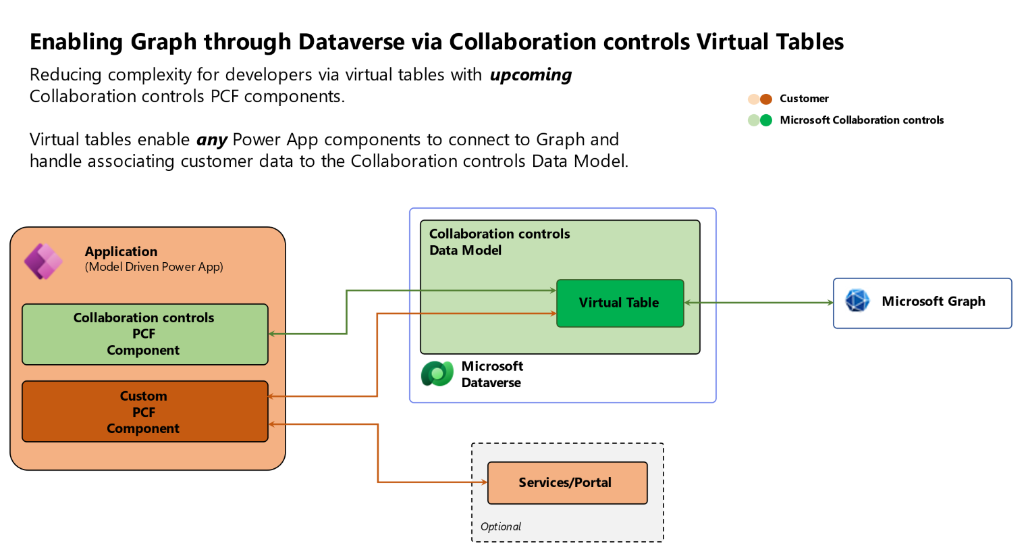 Enabling Graph through Dataverse via Collaboration controls Virtual Tables
Reducing complexity for developers via virtual tables with upcoming
Collaboration controls PCF components.
Virtual tables enable any Power App components to connect to Graph and
handle associating customer data to the Collaboration controls Data Model.
Customer
Microsoft Collaboration controls
Application
(Model Driven Power App)
Collaboration controls
PCF
Component
Custom
PCF
Component
Collaboration controls
Data Model
Virtual Table
Microsoft
Dataverse
Microsoft Graph
Services/Portal
Optional